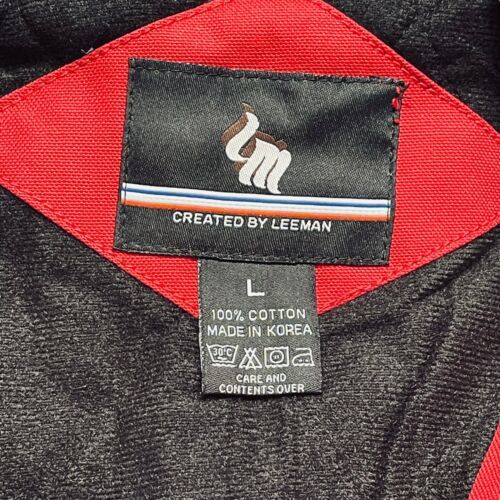 LM
CREATED BY LEEMAN
L
100% COTTON
MADE IN KOREA
30°C
CARE AND
CONTENTS OVER